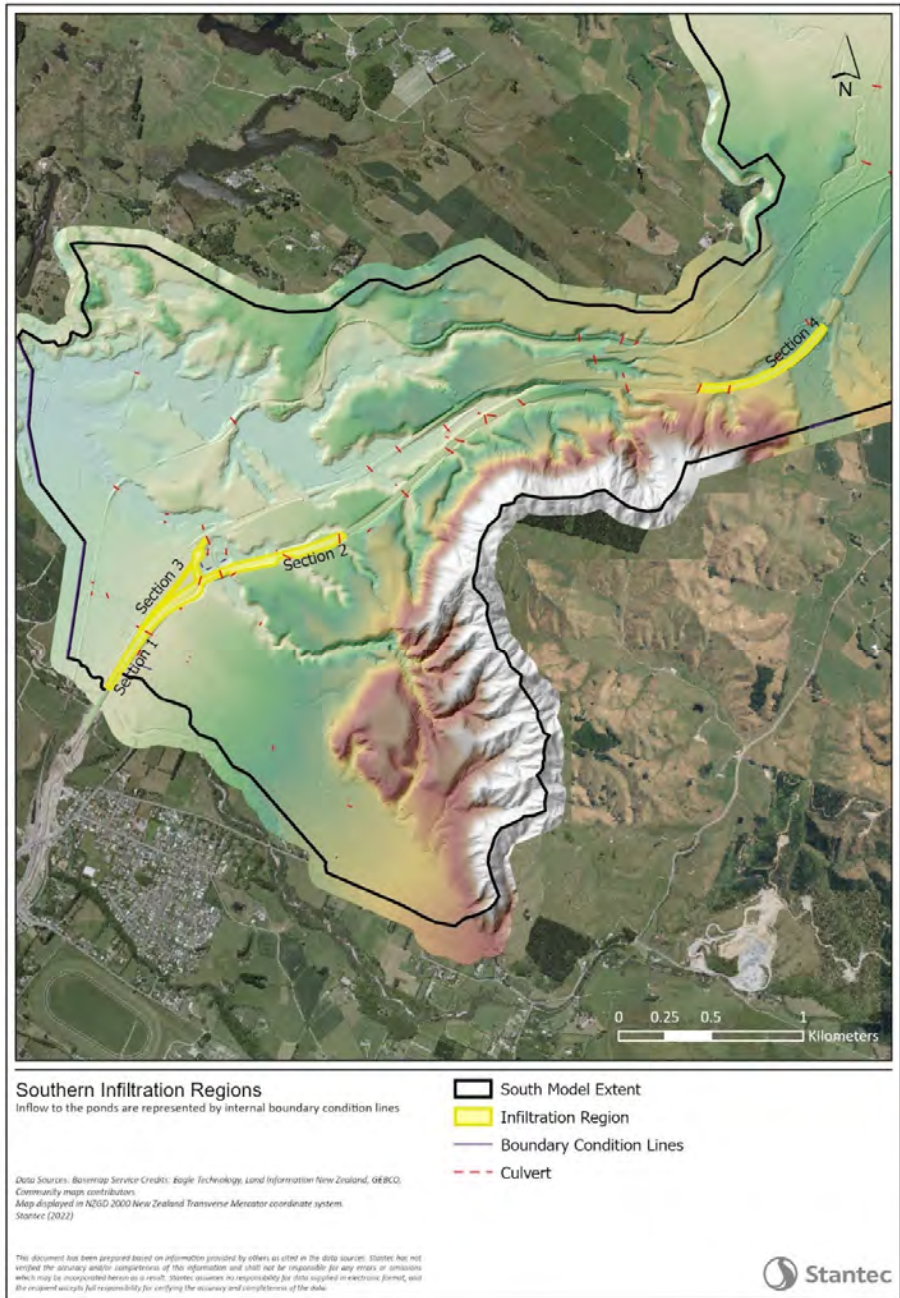 N
Section 4
Section 3
Section 2
Section 1
0 0.25 0.5 1
Kilometers
Southern Infiltration Regions
Inflow to the ponds are represented by internal boundary condition lines
South Model Extent
Infiltration Region
Boundary Condition Lines
Culvert
Data Sources: Basemap Service Credits: Eagle Technology, Land Information New Zealand, GEBCO,
Community maps contributors
Map displayed in NZGD 2000 New Zealand Transverse Mercator coordinate system
Stantec (2022)
This document has been prepared based on information provided by others as cited in the data sources. Stantec has not
verified the accuracy and/or completeness of this information and shall not be responsible for any errors or omissions
which may be incorporated herein as a result. Stantec assumes no responsibility for data supplied in electronic format, and
the recipient accepts full responsibility for verifying the accuracy and completeness of the data.
Stantec